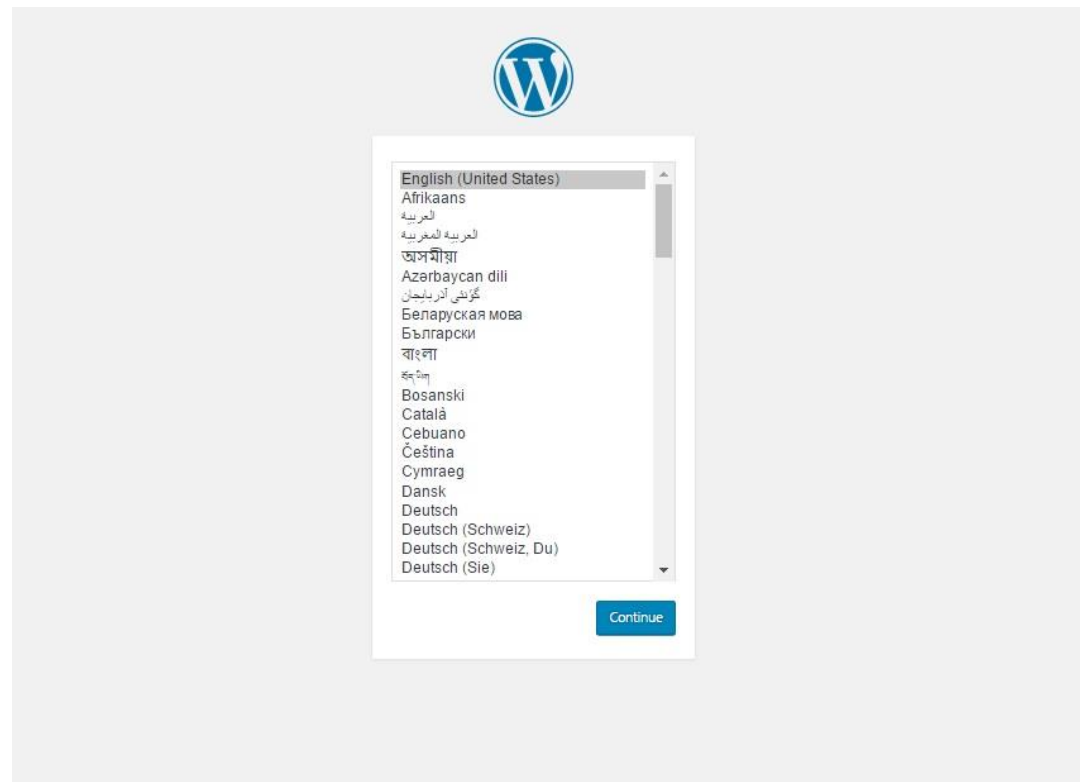 English (United States)
Afrikaans
العربية
العربية المغربية
অসমীয়া
Azərbaycan dili
گؤنئی آذربایجان
Беларуская мова
Български
বাংলা
བོད་ཡིག
Bosanski
Català
Cebuano
Čeština
Cymraeg
Dansk
Deutsch
Deutsch (Schweiz)
Deutsch (Schweiz, Du)
Deutsch (Sie)
Continue